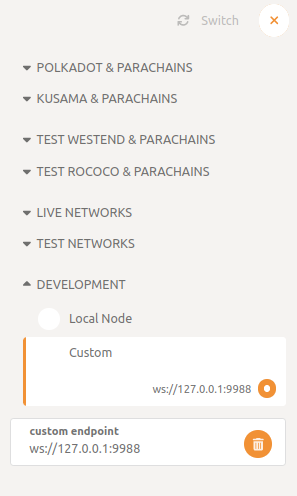 Switch
POLKADOT & PARACHAINS
KUSAMA & PARACHAINS
TEST WESTEND & PARACHAINS
TEST ROCOCO & PARACHAINS
LIVE NETWORKS
TEST NETWORKS
DEVELOPMENT
Local Node
Custom
ws://127.0.0.1:9988
custom endpoint
ws://127.0.0.1:9988